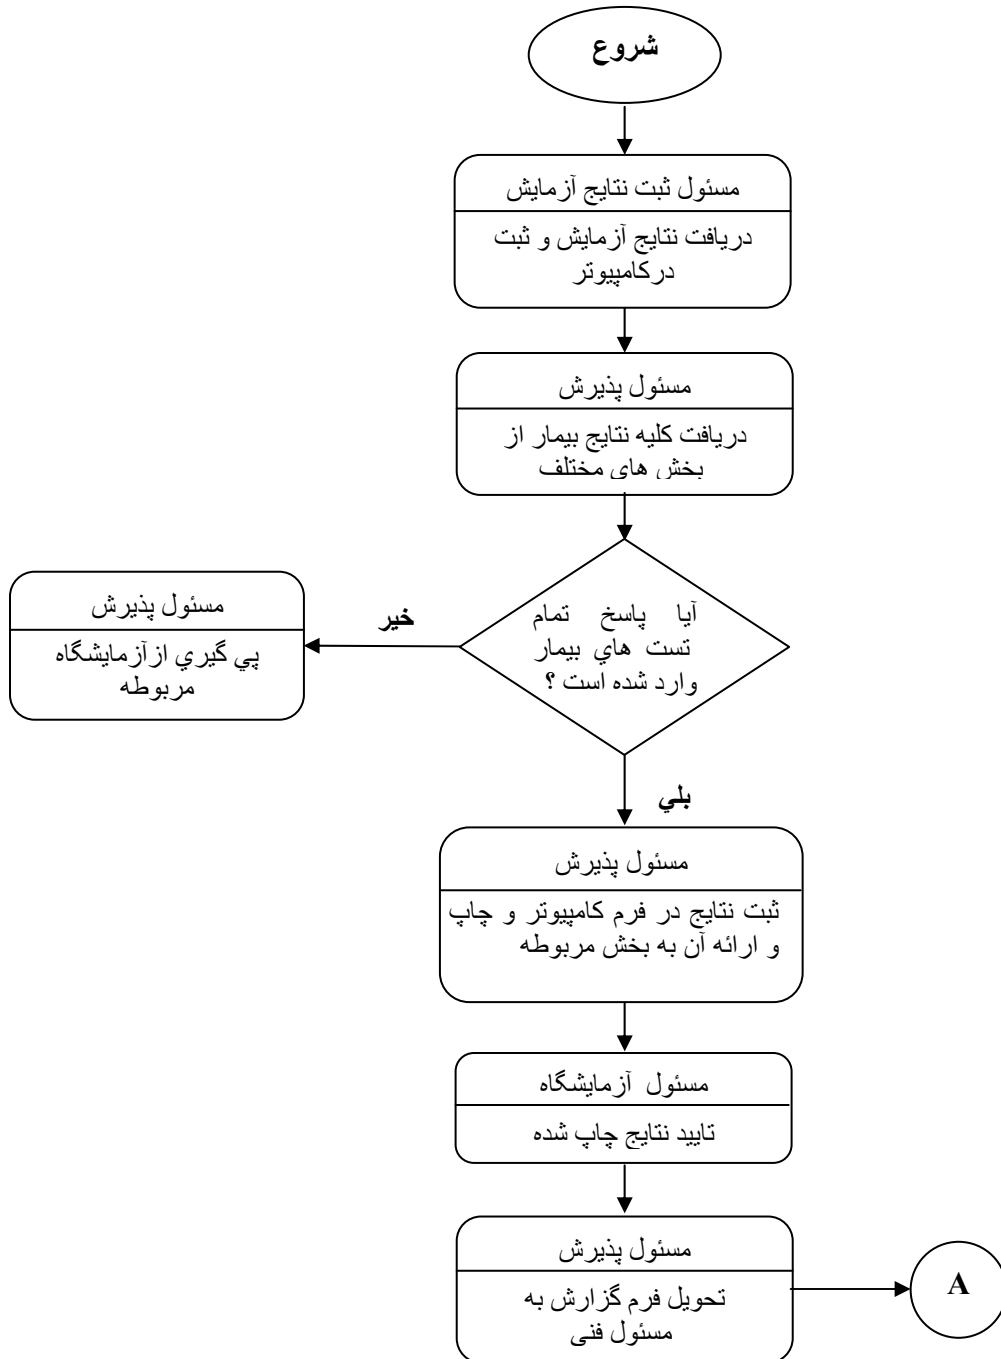 شروع
مسئول ثبت نتايج آزمايش
دريافت نتايج آزمايش و ثبت
دركامپيوتر
مسئول پذيرش
دريافت كليه نتايج بيمار از
بخش هاي مختلف
آيا پاسخ تمام
تست هاي بيمار
وارد شده است ؟
خير
مسئول پذيرش
پي گيري ازآزمايشگاه
مربوطه
بلي
مسئول پذيرش
ثبت نتايج در فرم كامپيوتر و چاپ
و ارائه آن به بخش مربوطه
مسئول آزمايشگاه
تاييد نتايج چاپ شده
مسئول پذيرش
تحويل فرم گزارش به
مسئول فني
A